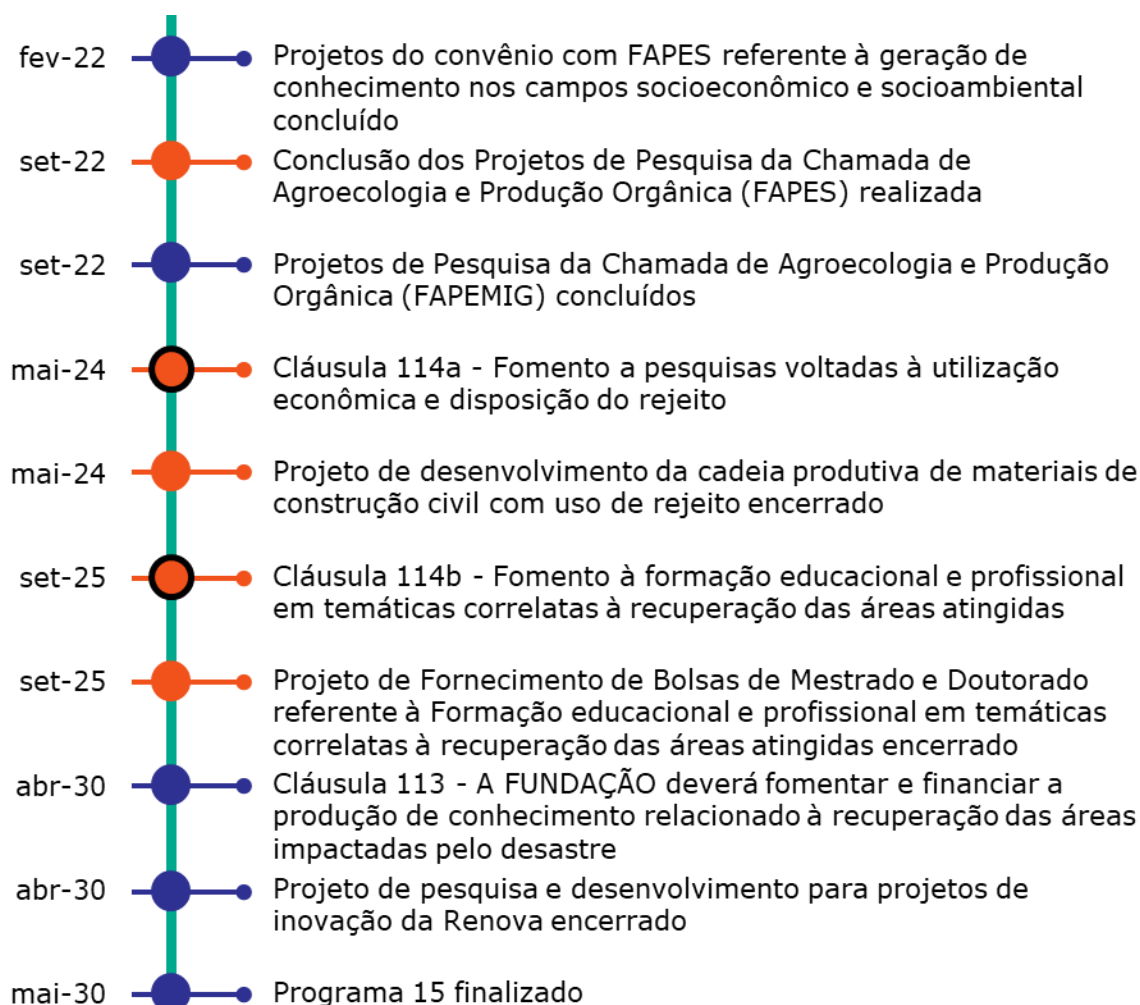 fev-22
Projetos do convênio com FAPES referente à geração de
conhecimento nos campos socioeconômico e socioambiental
concluído
set-22
Conclusão dos Projetos de Pesquisa da Chamada de
Agroecologia e Produção Orgânica (FAPES) realizada
set-22
Projetos de Pesquisa da Chamada de Agroecologia e Produção
Orgânica (FAPEMIG) concluídos
mai-24
Cláusula 114a - Fomento a pesquisas voltadas à utilização
econômica e disposição do rejeito
mai-24
Projeto de desenvolvimento da cadeia produtiva de materiais de
construção civil com uso de rejeito encerrado
set-25
Cláusula 114b - Fomento à formação educacional e profissional
em temáticas correlatas à recuperação das áreas atingidas
set-25
Projeto de Fornecimento de Bolsas de Mestrado e Doutorado
referente à Formação educacional e profissional em temáticas
correlatas à recuperação das áreas atingidas encerrado
abr-30
Cláusula 113 - A FUNDAÇÃO deverá fomentar e financiar a
produção de conhecimento relacionado à recuperação das áreas
impactadas pelo desastre
abr-30
Projeto de pesquisa e desenvolvimento para projetos de
inovação da Renova encerrado
mai-30
Programa 15 finalizado